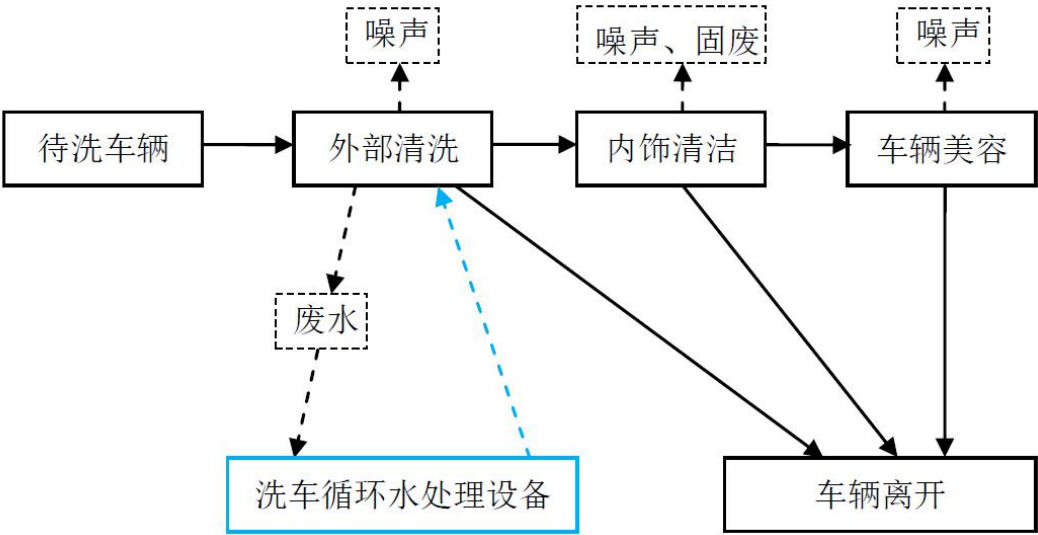 噪声
噪声、固废
噪声
待洗车辆
外部清洗
内饰清洁
车辆美容
废水
洗车循环水处理设备
车辆离开